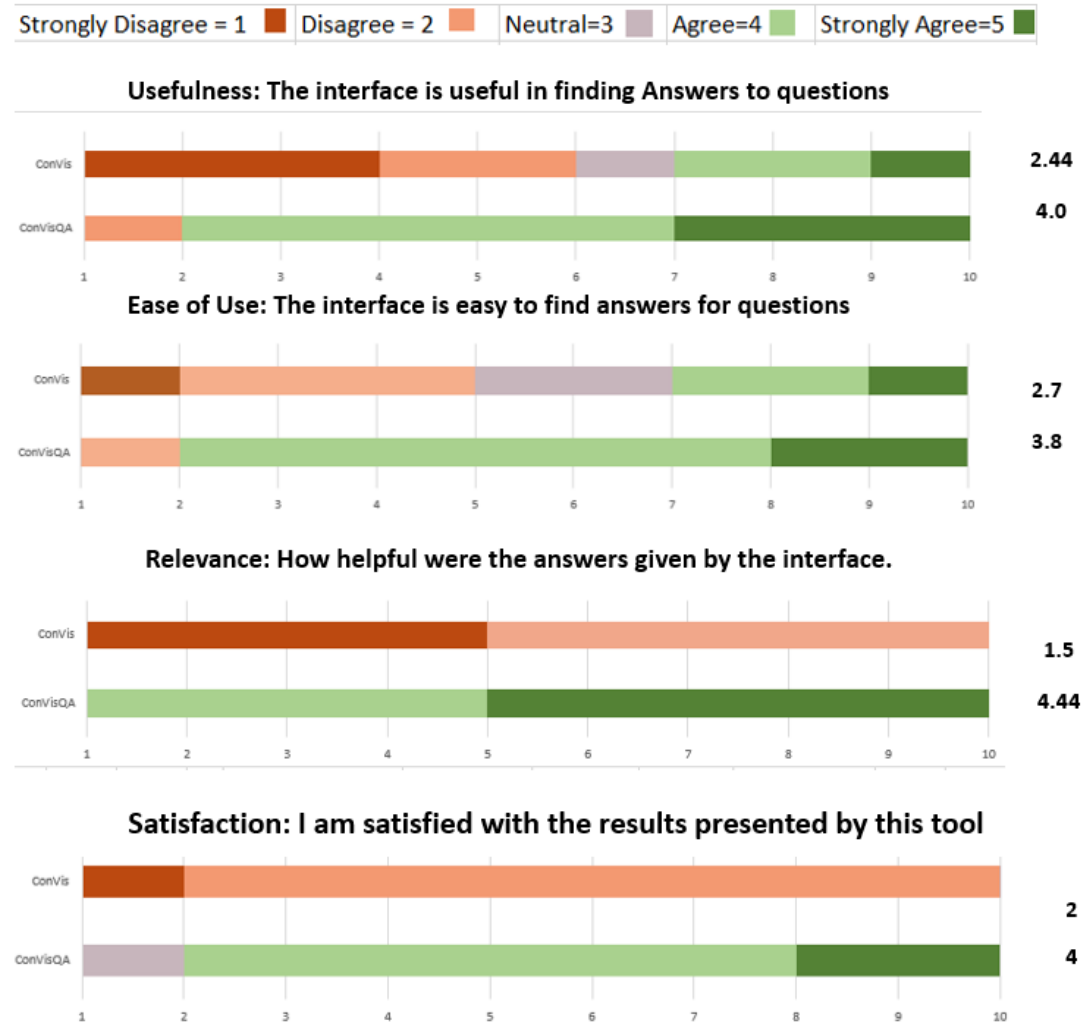 Strongly Disagree = 1 Disagree = 2 Neutral=3 Agree=4 Strongly Agree=5
Usefulness: The interface is useful in finding Answers to questions
ConVis
2.44
4.0
ConVisQA
1 2 3 4 5 6 7 8 9 10
Ease of Use: The interface is easy to find answers for questions
ConVis
2.7
3.8
ConVisQA
1 2 3 4 5 6 7 8 9 10
Relevance: How helpful were the answers given by the interface.
ConVis
1.5
ConVisQA
4.44
1 2 3 4 5 6 7 8 9 10
Satisfaction: I am satisfied with the results presented by this tool
ConVis
2
ConVisQA
4
1 2 3 4 5 6 7 8 9 10